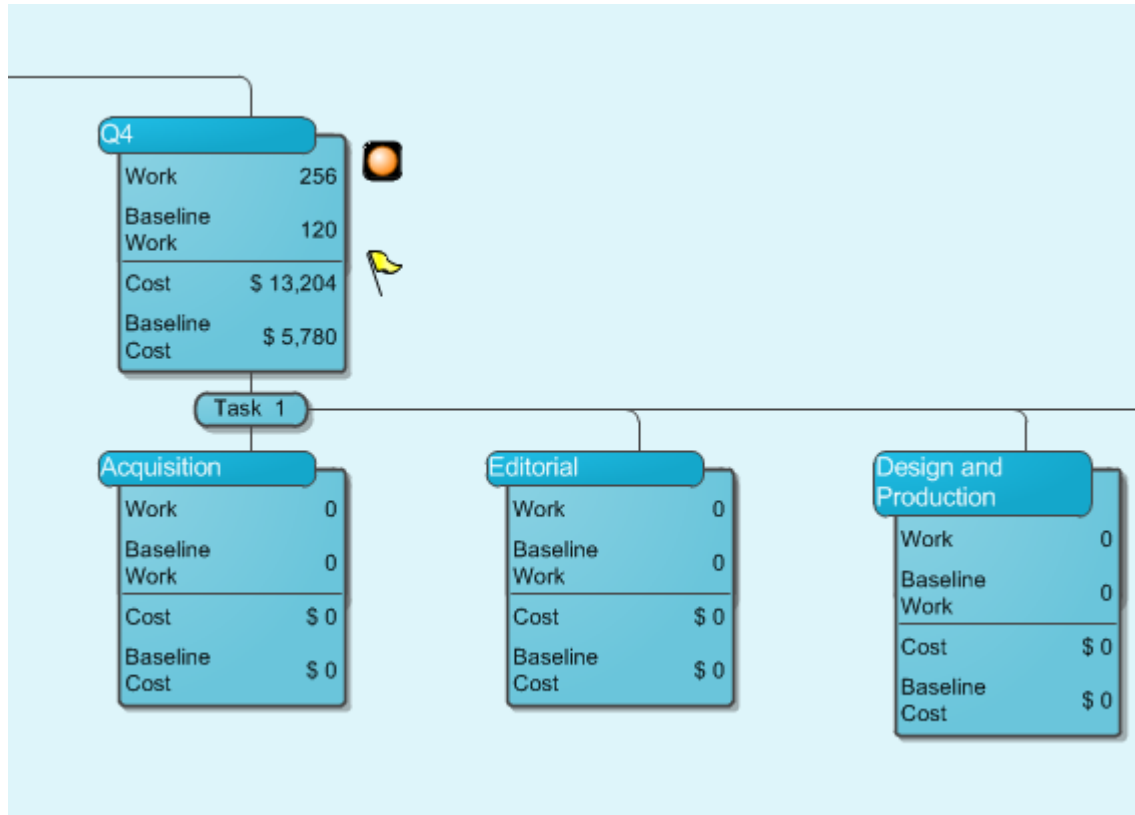 Q4
Work 256
Baseline
Work 120
Cost $ 13,204
Baseline
Cost $ 5,780
Task 1
Acquisition
Work 0
Baseline
Work 0
Cost $ 0
Baseline
Cost $ 0
Editorial
Work 0
Baseline
Work 0
Cost $ 0
Baseline
Cost $ 0
Design and
Production
Work 0
Baseline
Work 0
Cost $ 0
Baseline
Cost $ 0